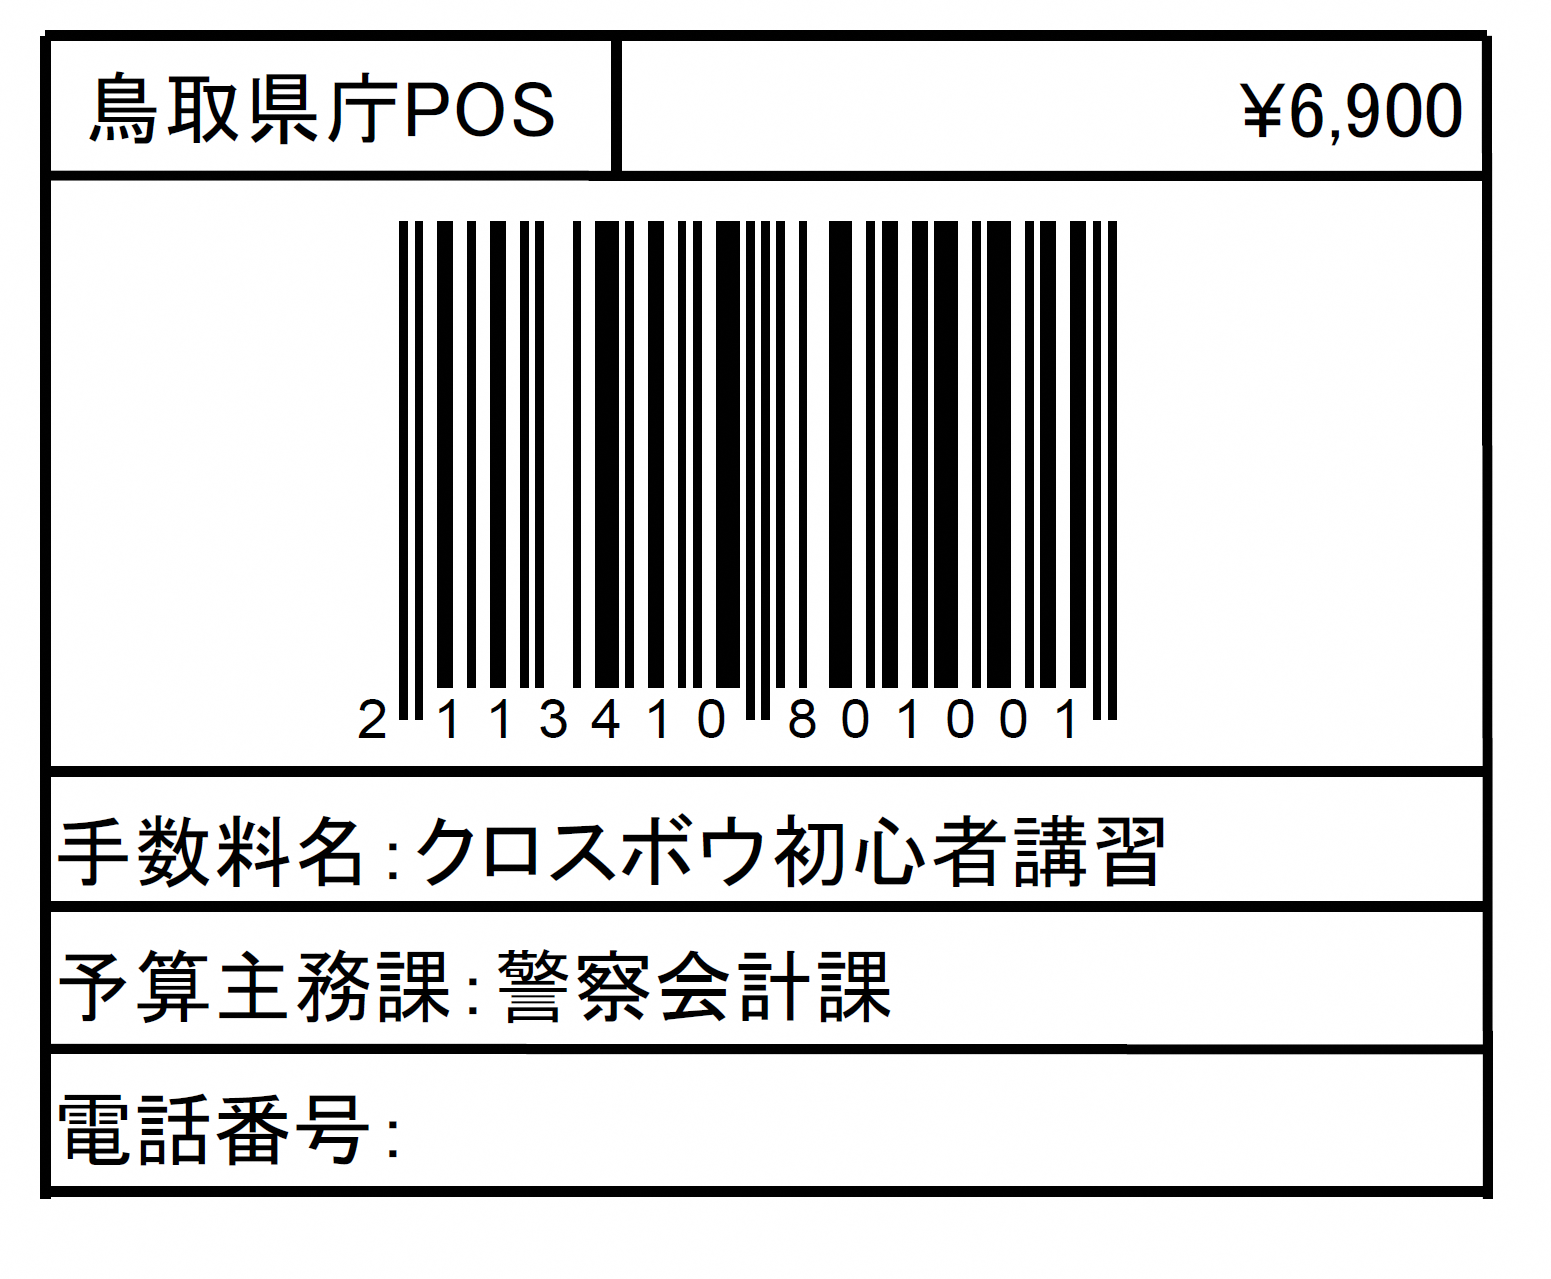 鳥取県庁POS ¥6,900
2 113410 801001
手数料名:クロスボウ初心者講習
予算主務課:警察会計課
電話番号: